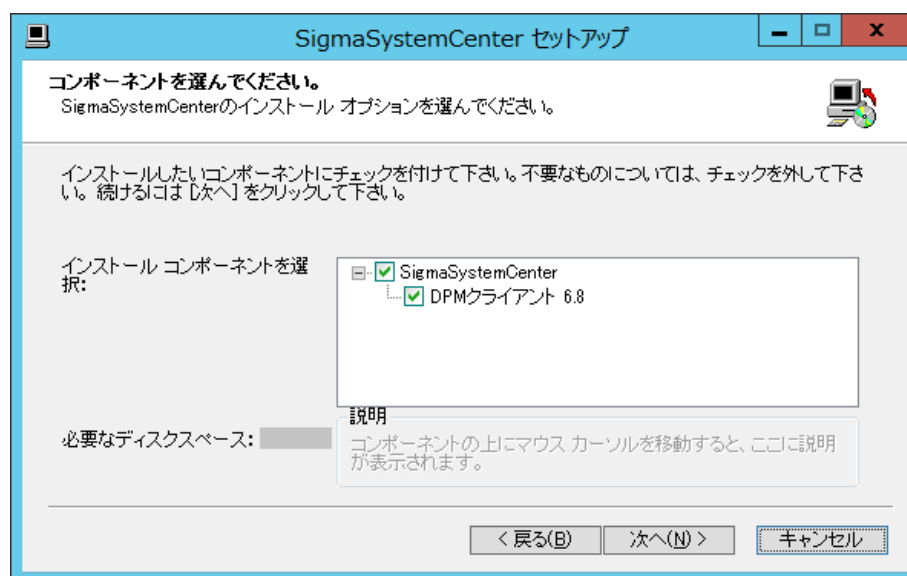 SigmaSystemCenter セットアップ
コンポーネントを選んでください。
SigmaSystemCenterのインストール オプションを選んでください。
インストールしたいコンポーネントにチェックを付けて下さい。不要なものについては、チェックを外して下さ
い。続けるには [次へ] をクリックして下さい。
インストール コンポーネントを選
択:
SigmaSystemCenter
DPMクライアント 6.8
必要なディスクスペース:
説明
コンポーネントの上にマウス カーソルを移動すると、ここに説明
が表示されます。
< 戻る(B)
次へ(N) >
キャンセル